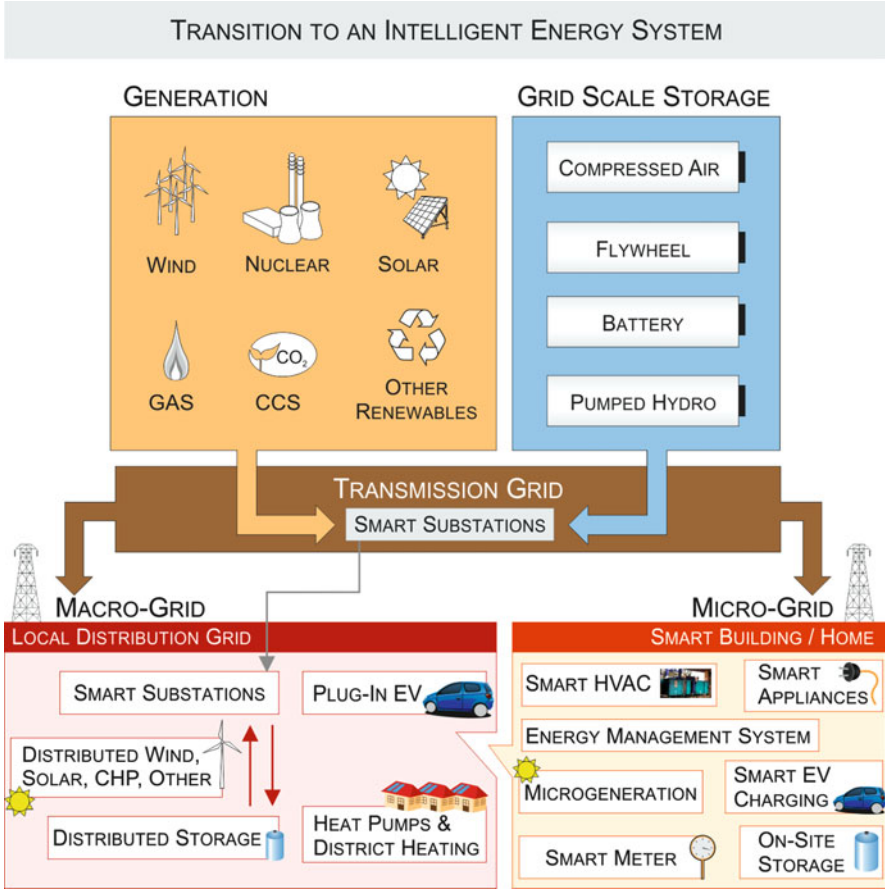 TRANSITION TO AN INTELLIGENT ENERGY SYSTEM
GENERATION
WIND
NUCLEAR
SOLAR
GAS
CO₂
CCS
OTHER
RENEWABLES
GRID SCALE STORAGE
COMPRESSED AIR
FLYWHEEL
BATTERY
PUMPED HYDRO
TRANSMISSION GRID
SMART SUBSTATIONS
MACRO-GRID
LOCAL DISTRIBUTION GRID
SMART SUBSTATIONS
PLUG-IN EV
DISTRIBUTED WIND,
SOLAR, CHP, OTHER
DISTRIBUTED STORAGE
HEAT PUMPS &
DISTRICT HEATING
MICRO-GRID
SMART BUILDING / HOME
SMART HVAC
SMART
APPLIANCES
ENERGY MANAGEMENT SYSTEM
MICROGENERATION
SMART EV
CHARGING
SMART METER
ON-SITE
STORAGE